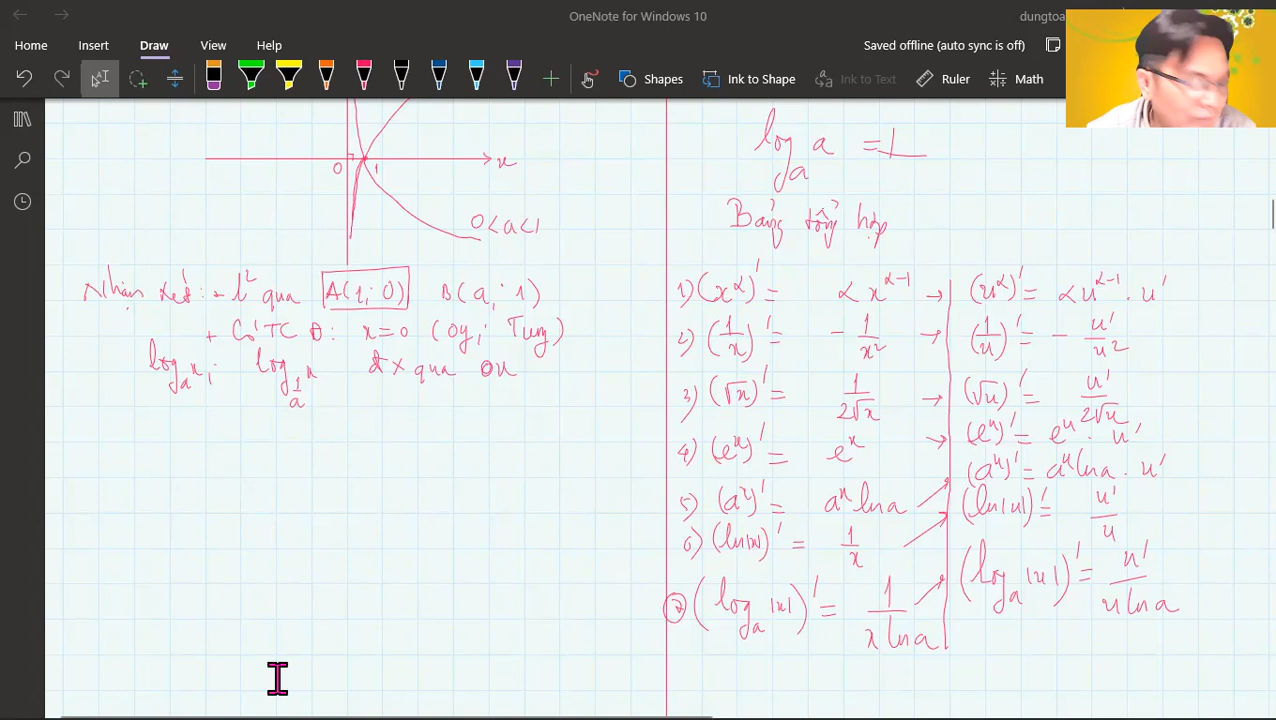 OneNote for Windows 10
dungtoa
Home Insert Draw View Help
Saved offline (auto sync is off)
Shapes Ink to Shape Ink to Text Ruler Math
0 1 x
0<a<1
Nhận xét: + l² qua A(1; 0) B(a; 1)
+ Có TCĐ: x=0 (Oy; Tung)
log_a x; log_{1/a} x đx qua Ox
log_a a = 1
Bảng tổng hợp
1) (x^α)' = αx^{α-1} → (u^α)' = αu^{α-1}. u'
2) (1/x)' = - 1/x² → (1/u)' = - u'/u²
3) (√x)' = 1/2√x → (√u)' = u'/2√u
4) (e^x)' = e^x → (e^u)' = e^u . u'
5) (a^x)' = a^x ln a → (a^u)' = a^u ln a . u'
6) (ln|x|)' = 1/x → (ln|u|)' = u'/u
7) (log_a |x|)' = 1/(x ln a) → (log_a |u|)' = u'/(u ln a)